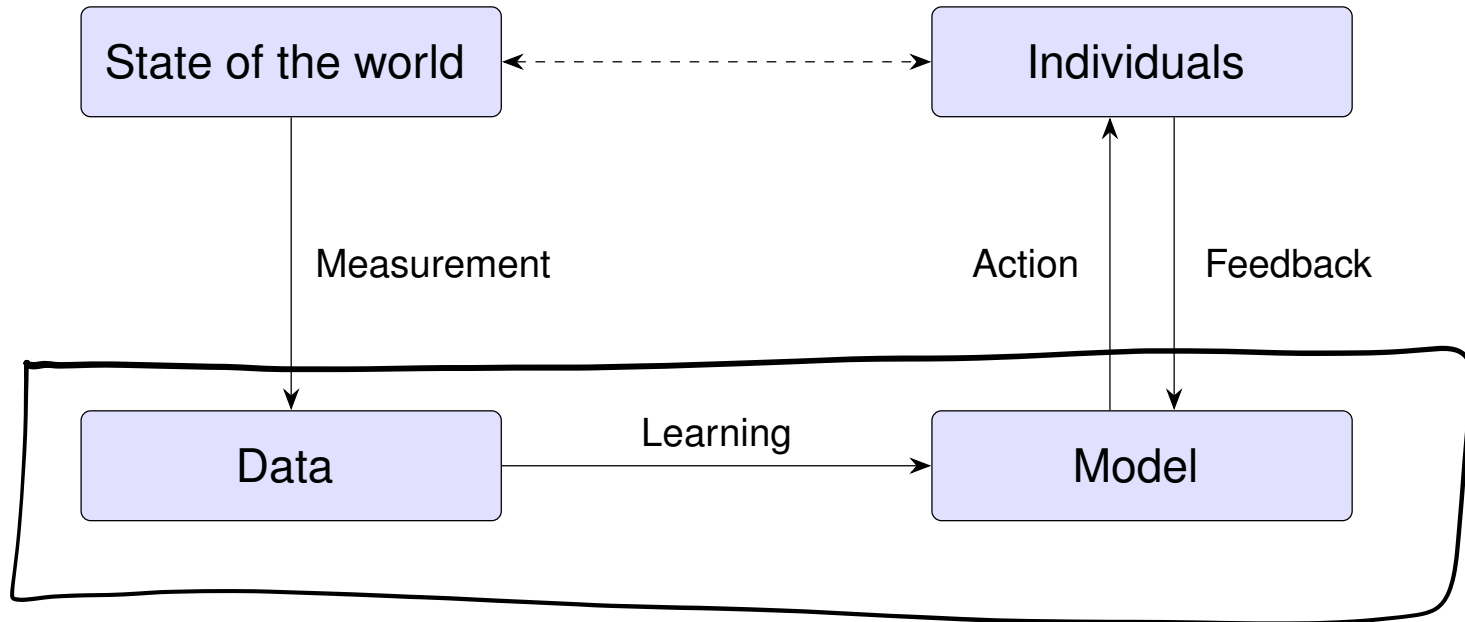 State of the world
Individuals
Measurement
Action
Feedback
Learning
Data
Model